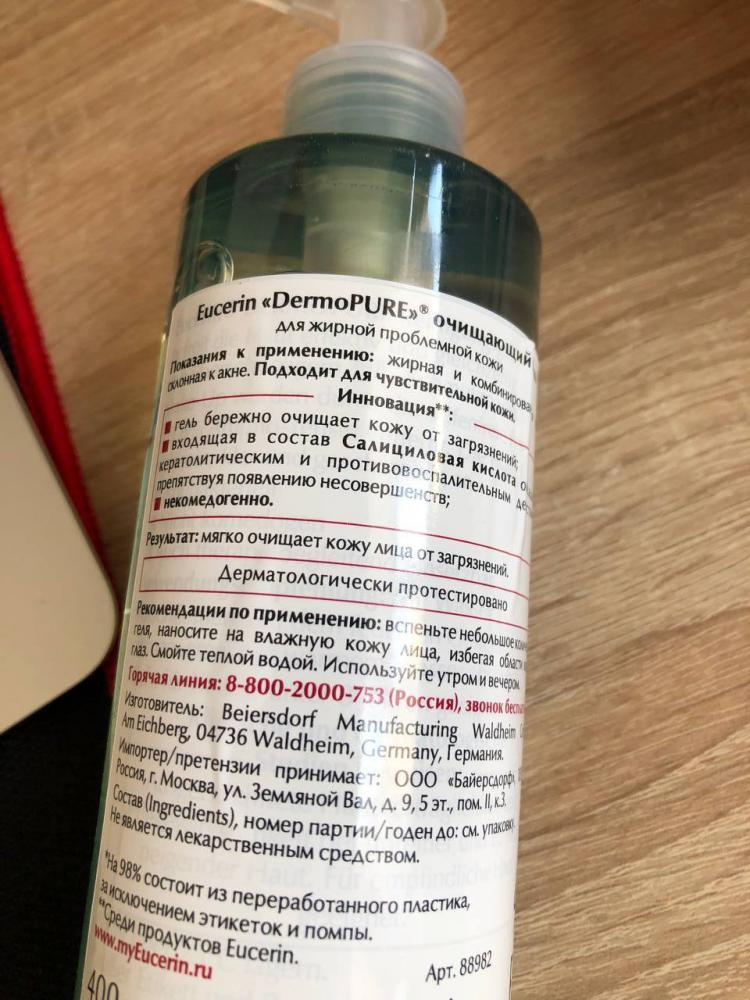 Eucerin «DermoPURE»® очищающий
для жирной проблемной кожи
Показания к применению: жирная и
склонная к акне. Подходит для чувствительной кожи.
Инновация**:
гель бережно очищает кожу от загрязнений;
входящая в состав Салициловая кислота
кератолитическим и противовоспалительным
препятствуя появлению несовершенств;
некомедогенно.
Результат: мягко очищает кожу лица от загрязнений.
Дерматологически протестировано
Рекомендации по применению: вспеньте небольшое
геля, наносите на влажную кожу лица, избегая области
глаз. Смойте теплой водой. Используйте утром и вечером.
Горячая линия: 8-800-2000-753 (Россия), звонок
Изготовитель: Beiersdorf Manufacturing Waldheim
Am Eichberg, 04736 Waldheim, Germany, Германия.
Импортер/претензии принимает: ООО «Байерсдорф»,
Россия, г. Москва, ул. Земляной Вал, д. 9, 5 эт., пом. II, к.3.
Состав (Ingredients), номер партии/годен до: см. упаковку.
Не является лекарственным средством.
*На 98% состоит из переработанного пластика,
за исключением этикеток и помпы.
**Среди продуктов Eucerin.
www.myEucerin.ru
Арт. 88982
400